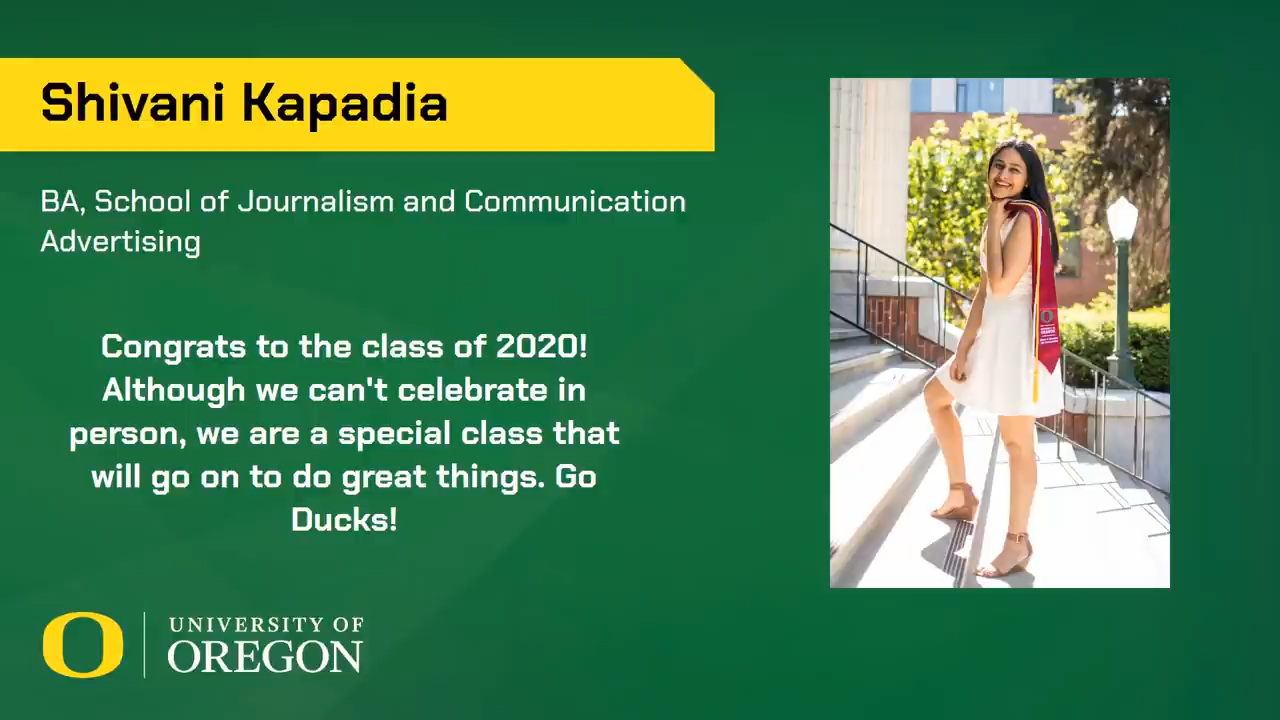 Shivani Kapadia
BA, School of Journalism and Communication
Advertising
Congrats to the class of 2020!
Although we can't celebrate in
person, we are a special class that
will go on to do great things. Go
Ducks!
O
UNIVERSITY OF
OREGON
O